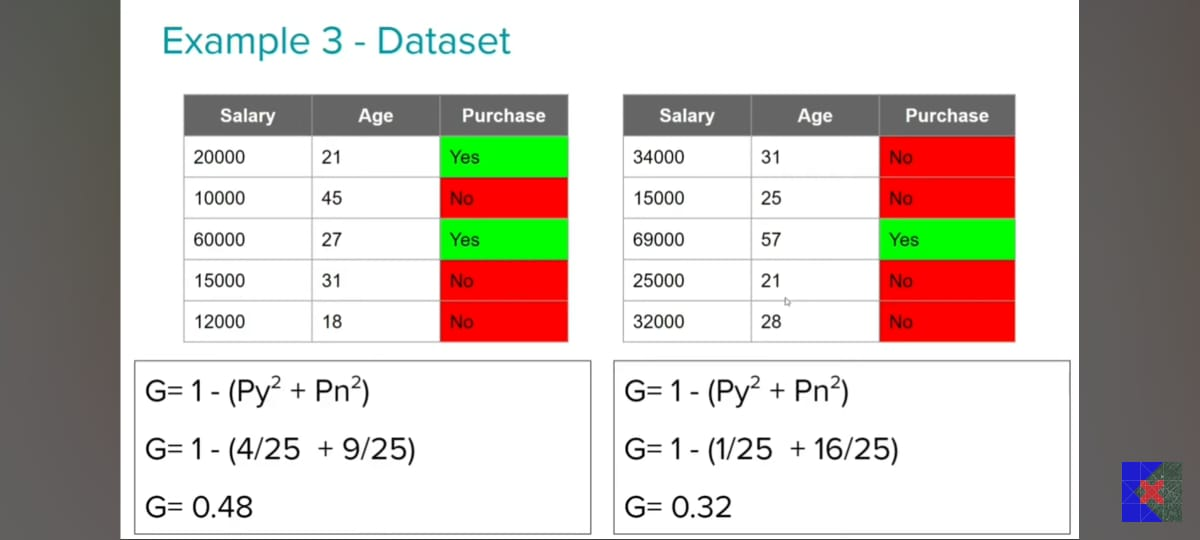 Example 3 - Dataset
Salary Age Purchase
20000 21 Yes
10000 45 No
60000 27 Yes
15000 31 No
12000 18 No
Salary Age Purchase
34000 31 No
15000 25 No
69000 57 Yes
25000 21 No
32000 28 No
G= 1 - (Py² + Pn²)
G= 1 - (4/25 + 9/25)
G= 0.48
G= 1 - (Py² + Pn²)
G= 1 - (1/25 + 16/25)
G= 0.32